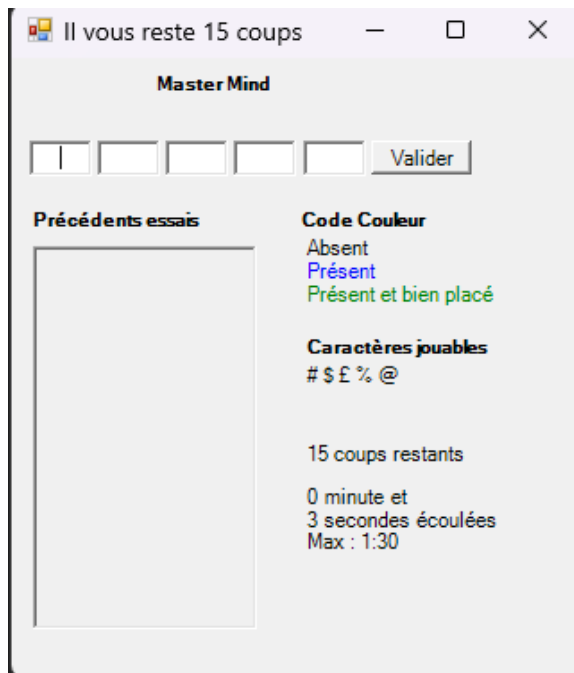 Il vous reste 15 coups
Master Mind
Valider
Précédents essais
Code Couleur
Absent
Présent
Présent et bien placé
Caractères jouables
# $ £ % @
15 coups restants
0 minute et
3 secondes écoulées
Max : 1:30